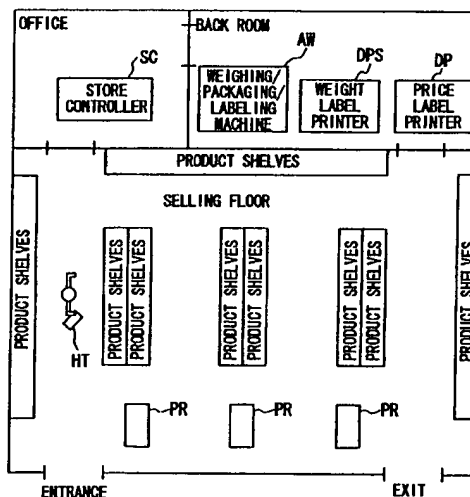 OFFICE
BACK ROOM
SC
AW
DPS
DP
STORE
CONTROLLER
WEIGHING/
PACKAGING/
LABELING
MACHINE
WEIGHT
LABEL
PRINTER
PRICE
LABEL
PRINTER
PRODUCT SHELVES
SELLING FLOOR
PRODUCT SHELVES
PRODUCT SHELVES
PRODUCT SHELVES
PRODUCT SHELVES
PRODUCT SHELVES
PRODUCT SHELVES
PRODUCT SHELVES
PRODUCT SHELVES
HT
PR
PR
PR
ENTRANCE
EXIT